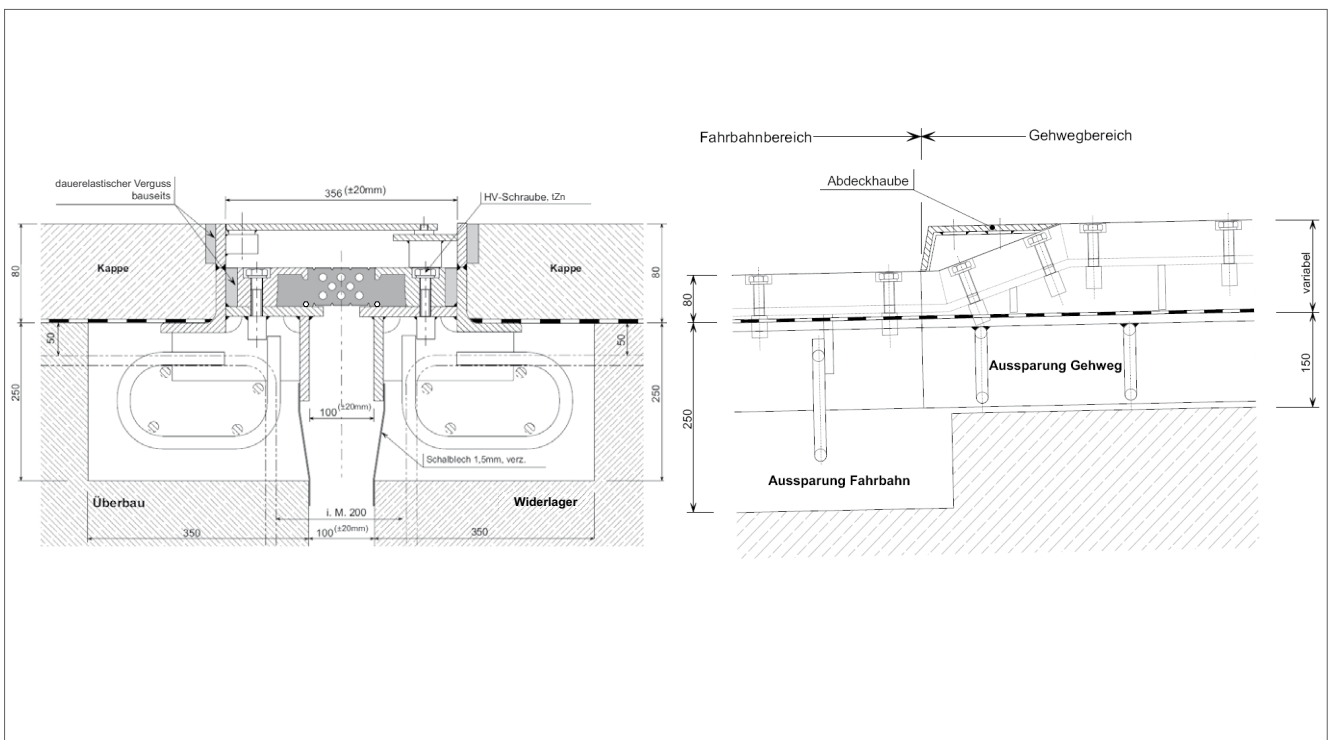 Fahrbahnbereich
Gehwegbereich
Abdeckhaube
dauerelastischer Verguss
bauseits
356 (±20mm)
HV-Schraube, tZn
80
Kappe
Kappe
80
80
variabel
50
50
250
250
100 (±20mm)
Schalblech 1,5mm, verz.
250
Aussparung Gehweg
150
Aussparung Fahrbahn
Überbau
Widerlager
i. M. 200
350
100 (±20mm)
350